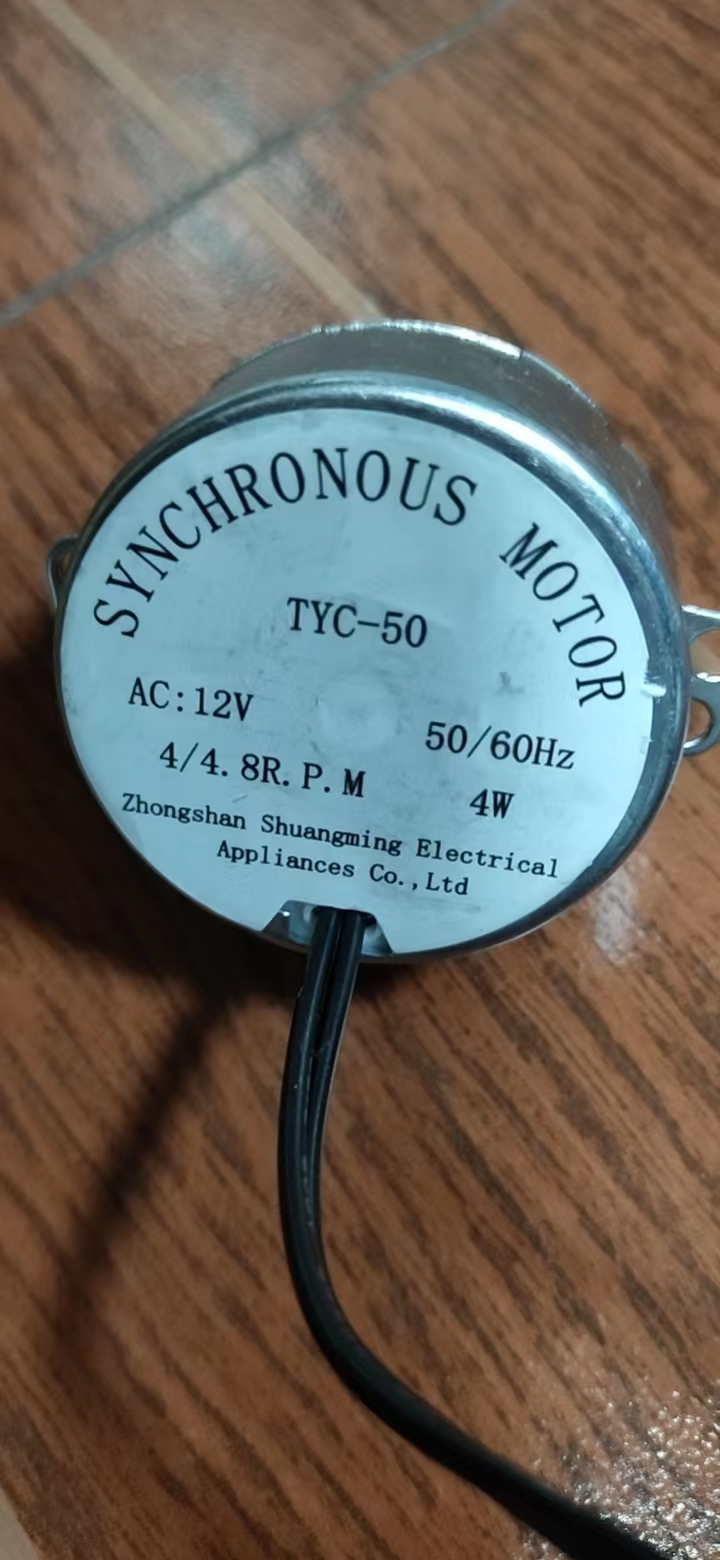 SYNCHRONOUS MOTOR
TYC-50
AC:12V
50/60Hz
4/4.8R.P.M
4W
Zhongshan Shuangming Electrical
Appliances Co.,Ltd